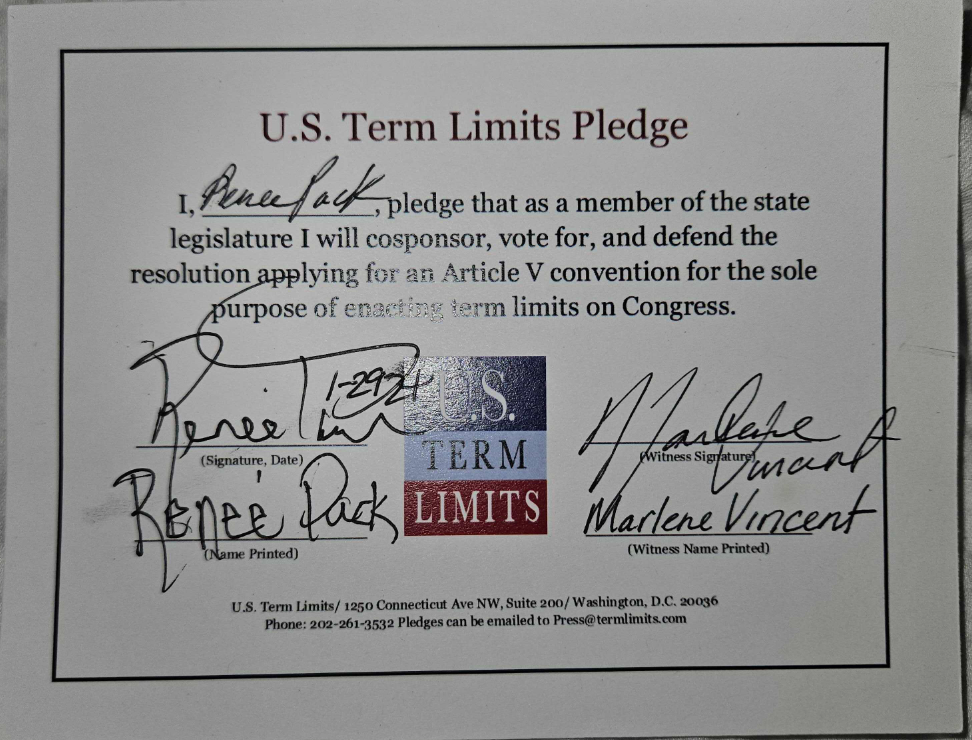 U.S. Term Limits Pledge
I, Renee Pack, pledge that as a member of the state
legislature I will cosponsor, vote for, and defend the
resolution applying for an Article V convention for the sole
purpose of enacting term limits on Congress.
Renee 1-29-24
(Signature, Date)
Renee Pack
(Name Printed)
U.S.
TERM
LIMITS
Marlene Vincent
(Witness Signature)
Marlene Vincent
(Witness Name Printed)
U.S. Term Limits/ 1250 Connecticut Ave NW, Suite 200/ Washington, D.C. 20036
Phone: 202-261-3532 Pledges can be emailed to Press@termlimits.com